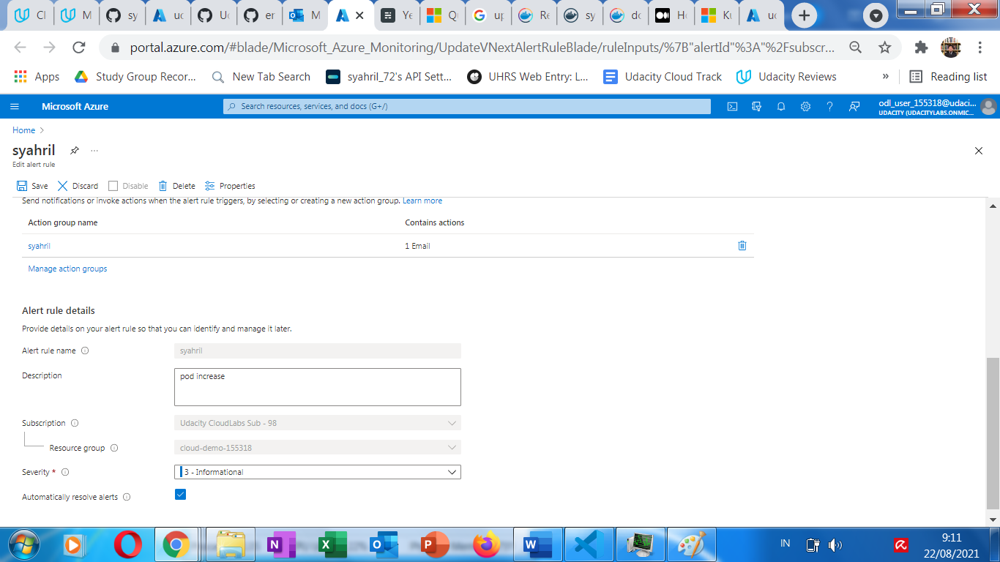 Cl
M
sy
uc
Uc
er
M
Ye
Qu
up
Re
sy
do
Ho
Ku
uc
portal.azure.com/#blade/Microsoft_Azure_Monitoring/UpdateVNextAlertRuleBlade/ruleInputs/%7B"alertId"%3A"%2Fsubscr...
Apps Study Group Recor... New Tab Search syahril_72's API Sett... UHRS Web Entry: L... Udacity Cloud Track Udacity Reviews » Reading list
Microsoft Azure Search resources, services, and docs (G+/) odl_user_155318@udaci...
UDACITY (UDACITYLABS.ONMIC...
Home >
syahril ...
Edit alert rule
Save Discard Disable Delete Properties
Send notifications or invoke actions when the alert rule triggers, by selecting or creating a new action group. Learn more
Action group name Contains actions
syahril 1 Email
Manage action groups
Alert rule details
Provide details on your alert rule so that you can identify and manage it later.
Alert rule name syahril
Description pod increase
Subscription Udacity CloudLabs Sub - 98
Resource group cloud-demo-155318
Severity * 3 - Informational
Automatically resolve alerts
IN 9:11
22/08/2021